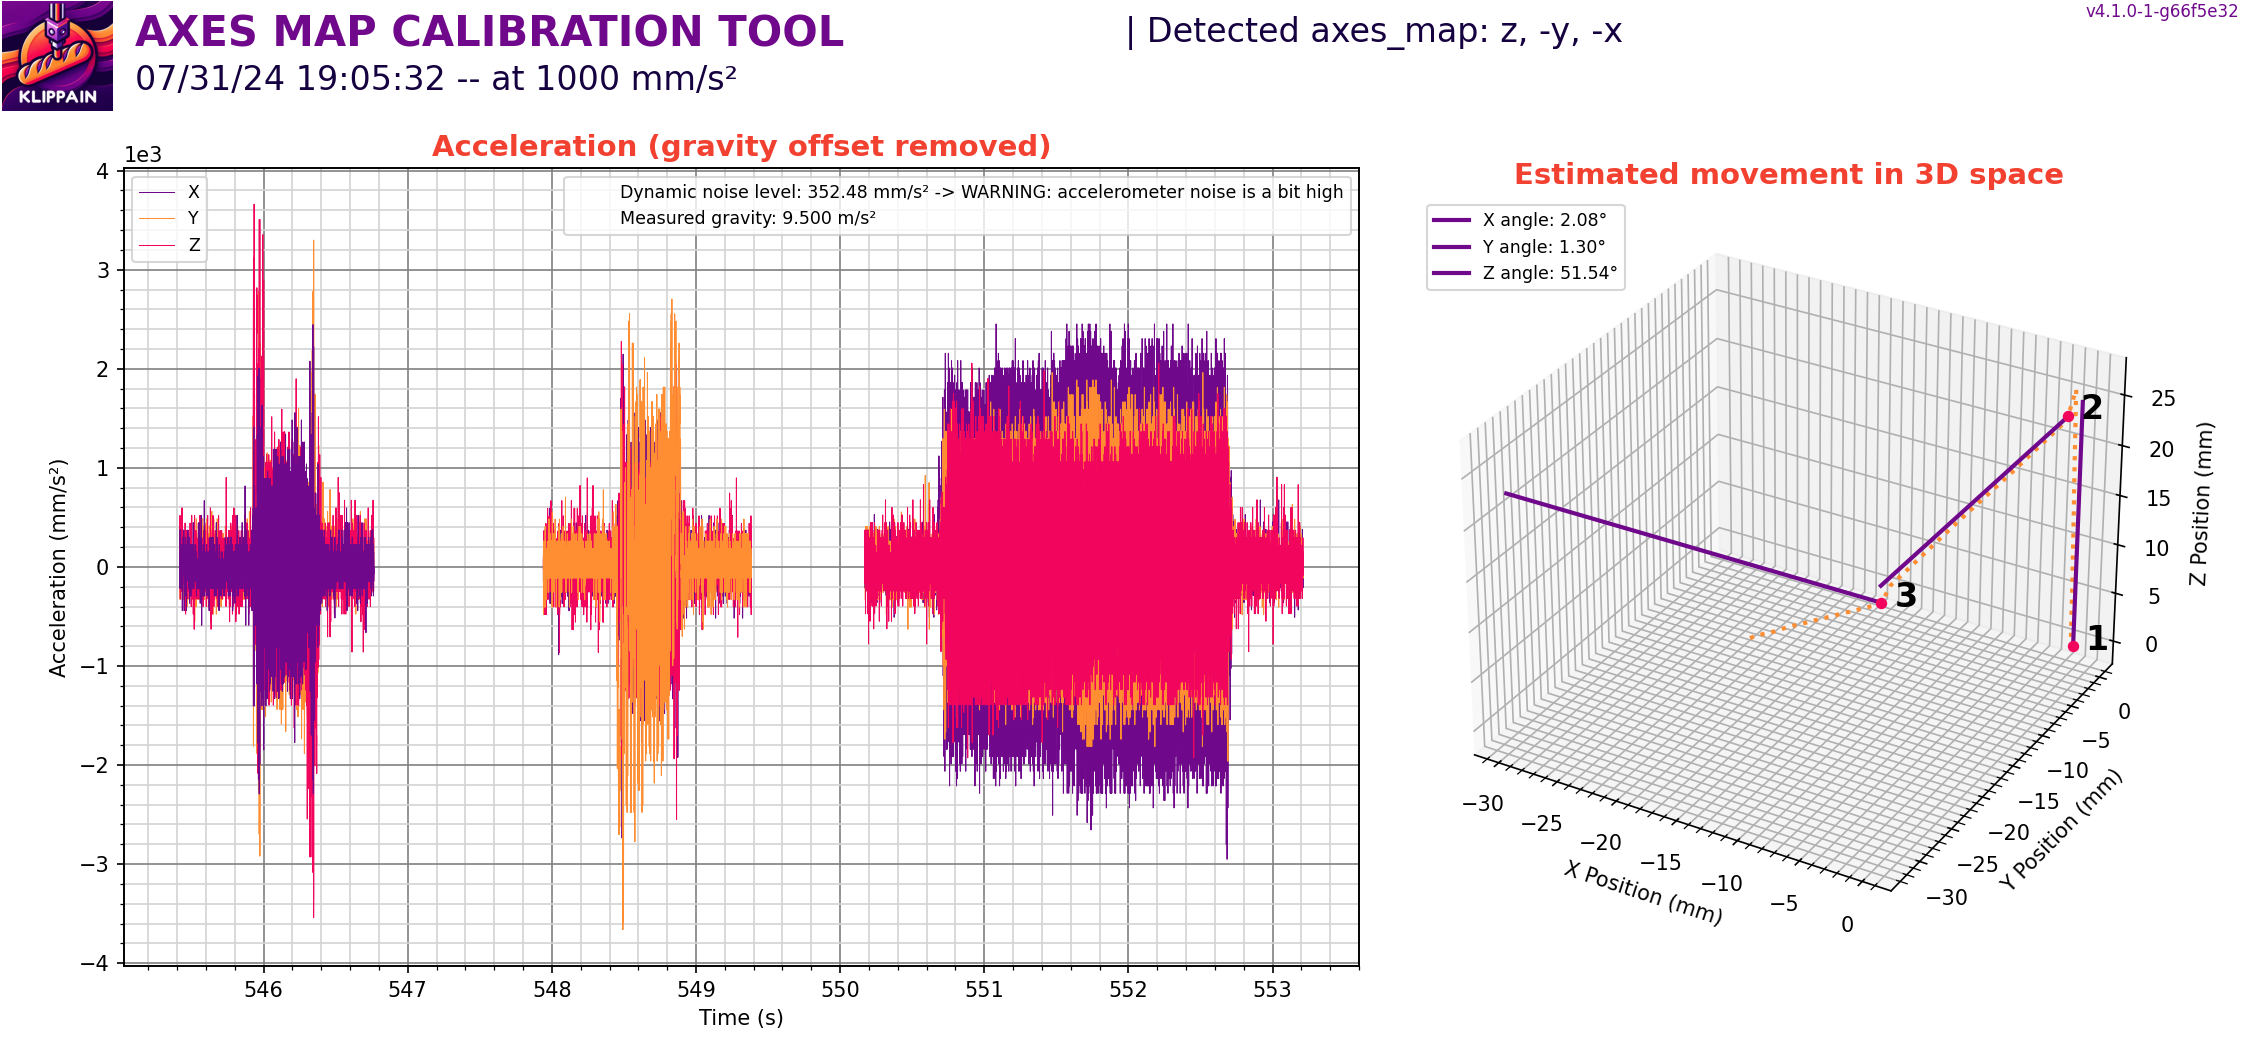 AXES MAP CALIBRATION TOOL
| Detected axes_map: z, -y, -x
v4.1.0-1-g66f5e32
07/31/24 19:05:32 -- at 1000 mm/s²
KLIPPAIN
Acceleration (gravity offset removed)
1e3
X
Y
Z
Dynamic noise level: 352.48 mm/s² -> WARNING: accelerometer noise is a bit high
Measured gravity: 9.500 m/s²
4
3
2
1
0
−1
−2
−3
−4
Acceleration (mm/s²)
546
547
548
549
550
551
552
553
Time (s)
Estimated movement in 3D space
X angle: 2.08°
Y angle: 1.30°
Z angle: 51.54°
2
3
1
25
20
15
10
5
0
Z Position (mm)
0
−5
−10
−15
−20
−25
−30
Y Position (mm)
−30
−25
−20
−15
−10
−5
0
X Position (mm)